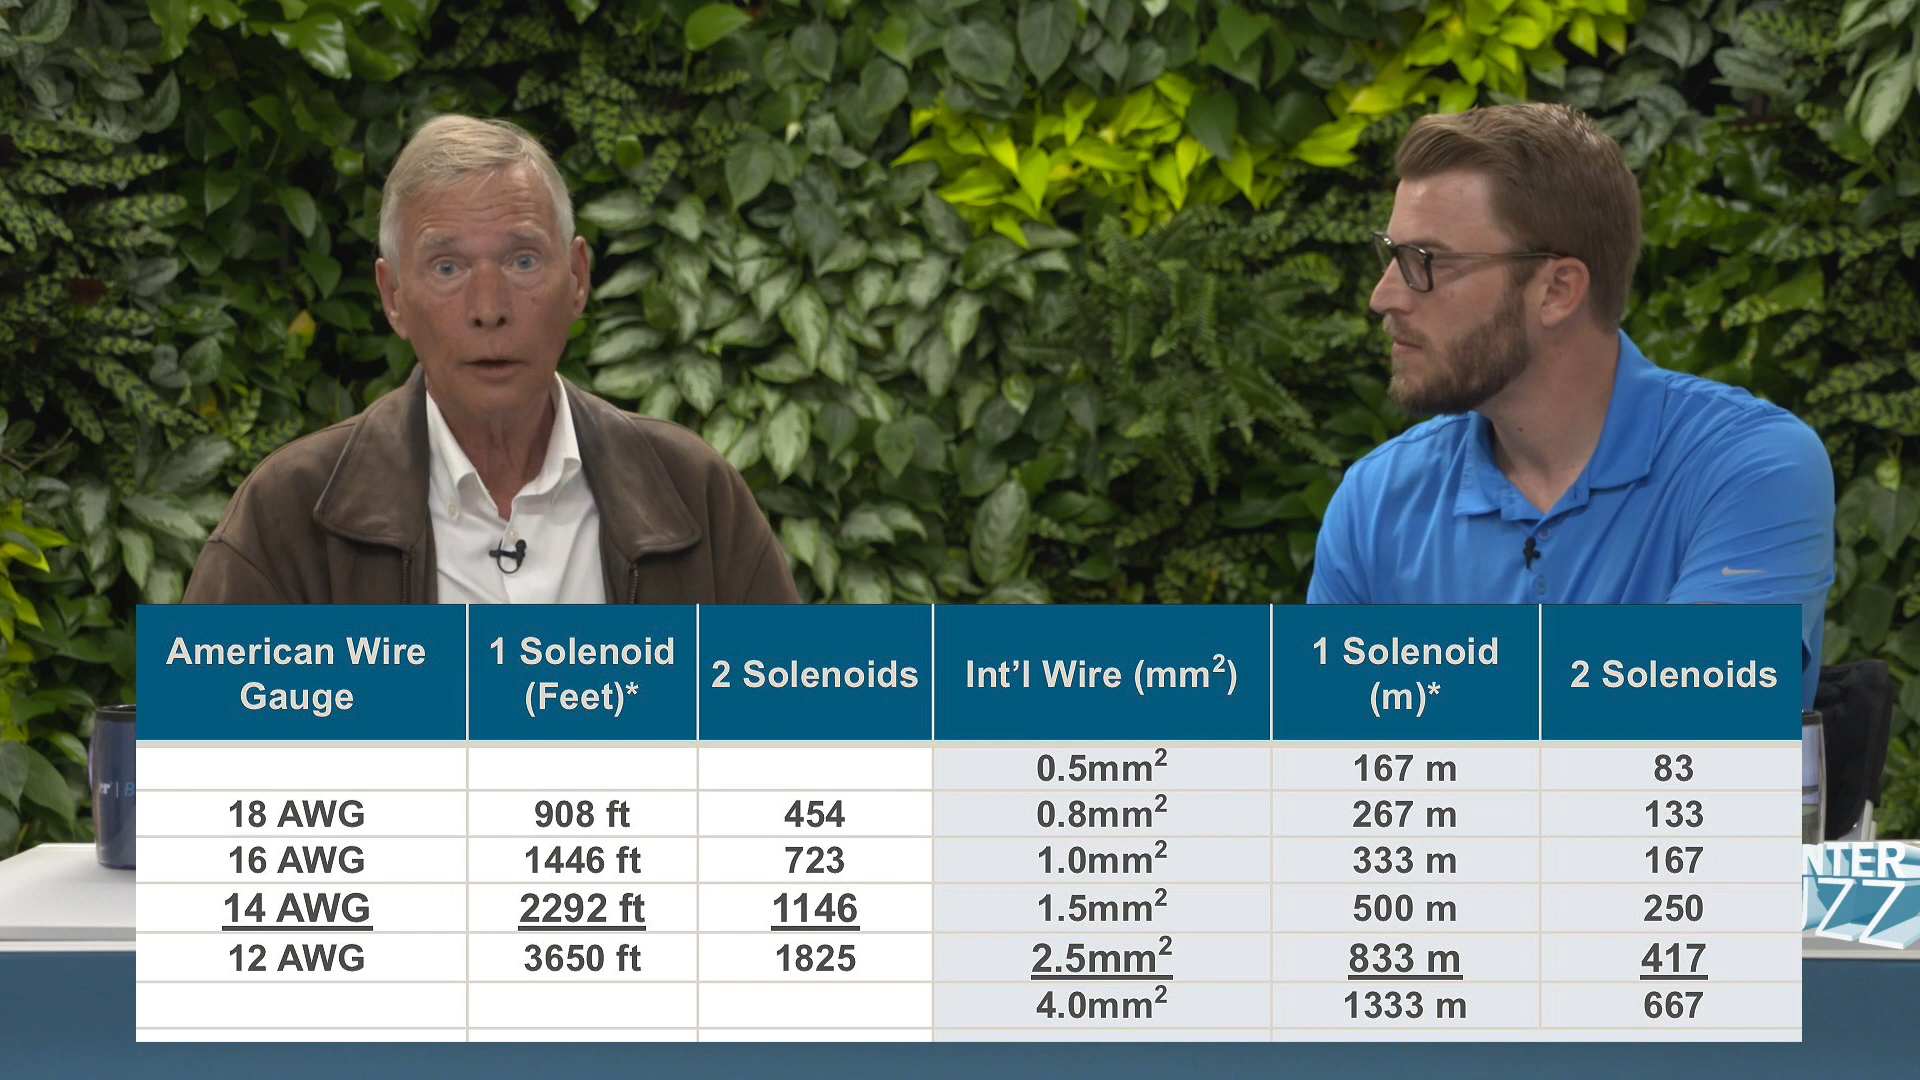 American Wire Gauge | 1 Solenoid (Feet)* | 2 Solenoids | Int’l Wire (mm²) | 1 Solenoid (m)* | 2 Solenoids
0.5mm² | 167 m | 83
18 AWG | 908 ft | 454 | 0.8mm² | 267 m | 133
16 AWG | 1446 ft | 723 | 1.0mm² | 333 m | 167
14 AWG | 2292 ft | 1146 | 1.5mm² | 500 m | 250
12 AWG | 3650 ft | 1825 | 2.5mm² | 833 m | 417
4.0mm² | 1333 m | 667